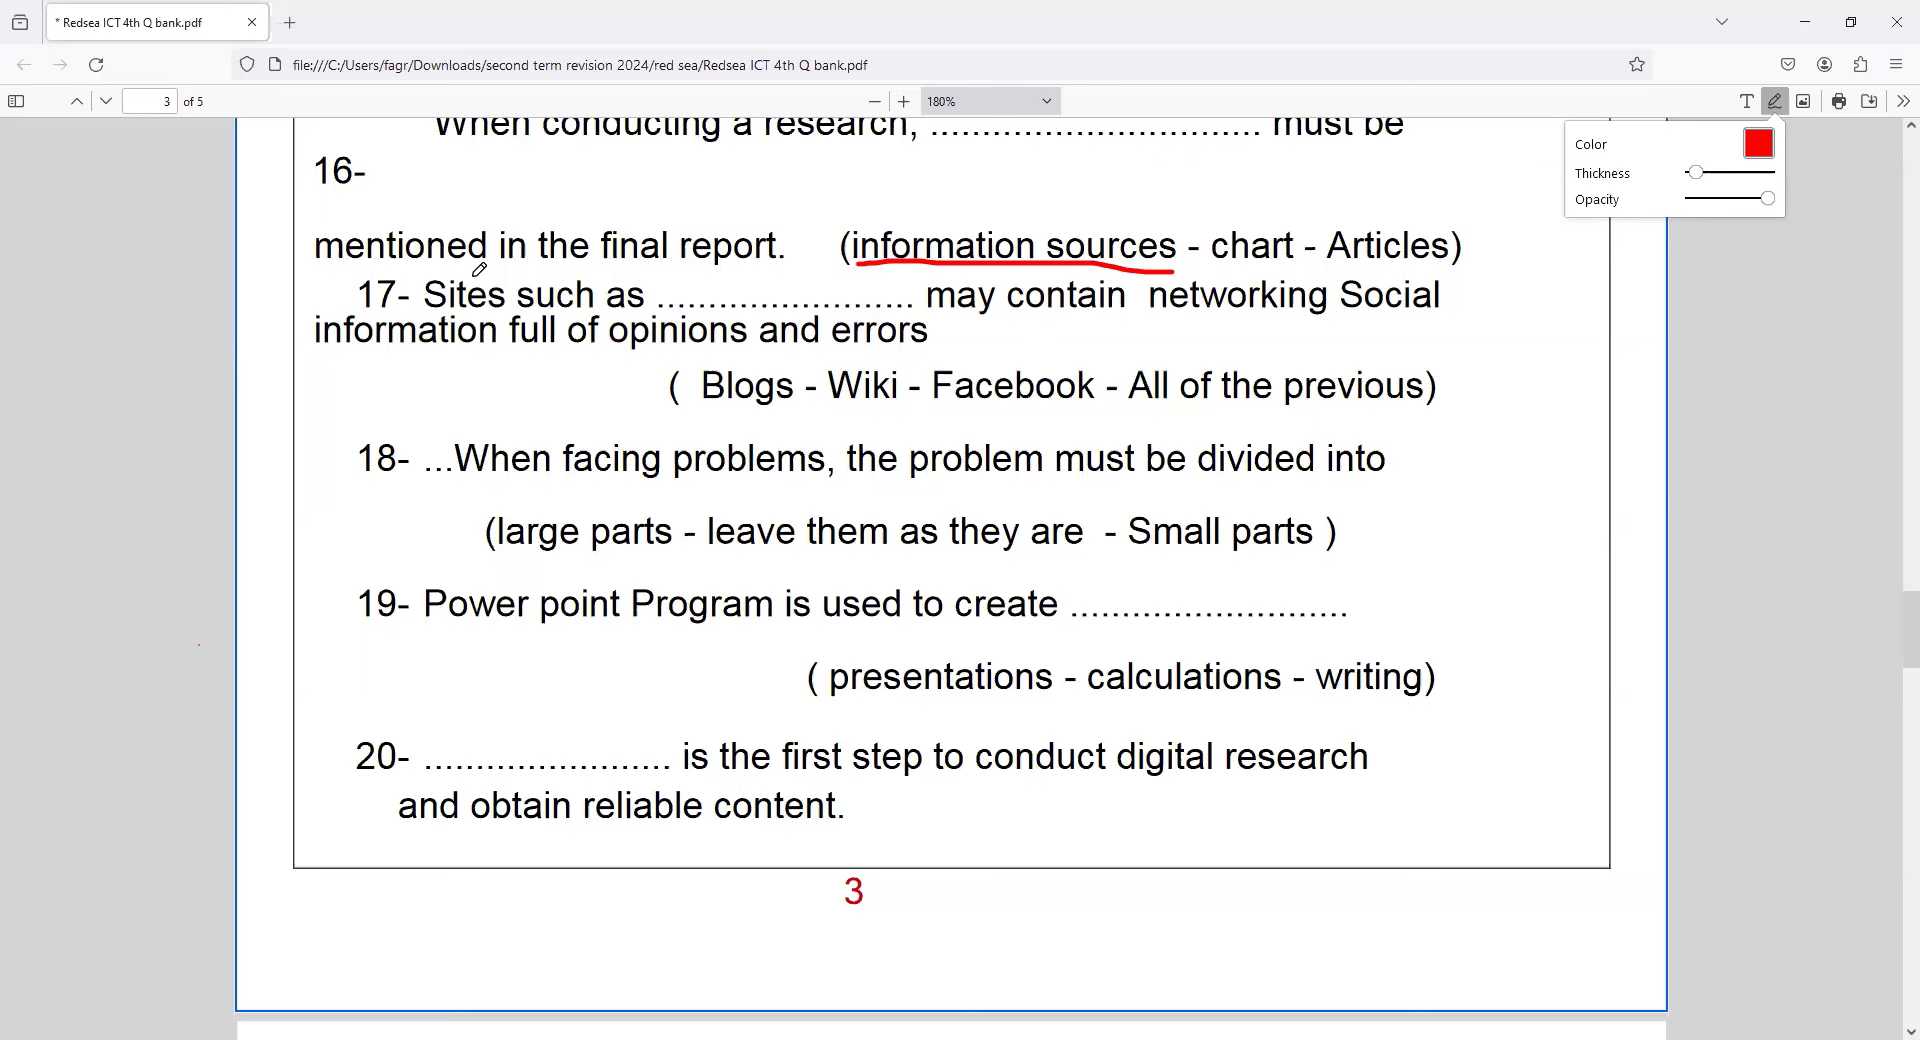 * Redsea ICT 4th Q bank.pdf
file:///C:/Users/fagr/Downloads/second term revision 2024/red sea/Redsea ICT 4th Q bank.pdf
3 of 5
180%
Color
Thickness
Opacity
When conducting a research, ................................ must be
16-
mentioned in the final report. (information sources - chart - Articles)
17- Sites such as ......................... may contain networking Social
information full of opinions and errors
( Blogs - Wiki - Facebook - All of the previous)
18- ...When facing problems, the problem must be divided into
(large parts - leave them as they are - Small parts )
19- Power point Program is used to create ...........................
( presentations - calculations - writing)
20- ........................ is the first step to conduct digital research
and obtain reliable content.
3